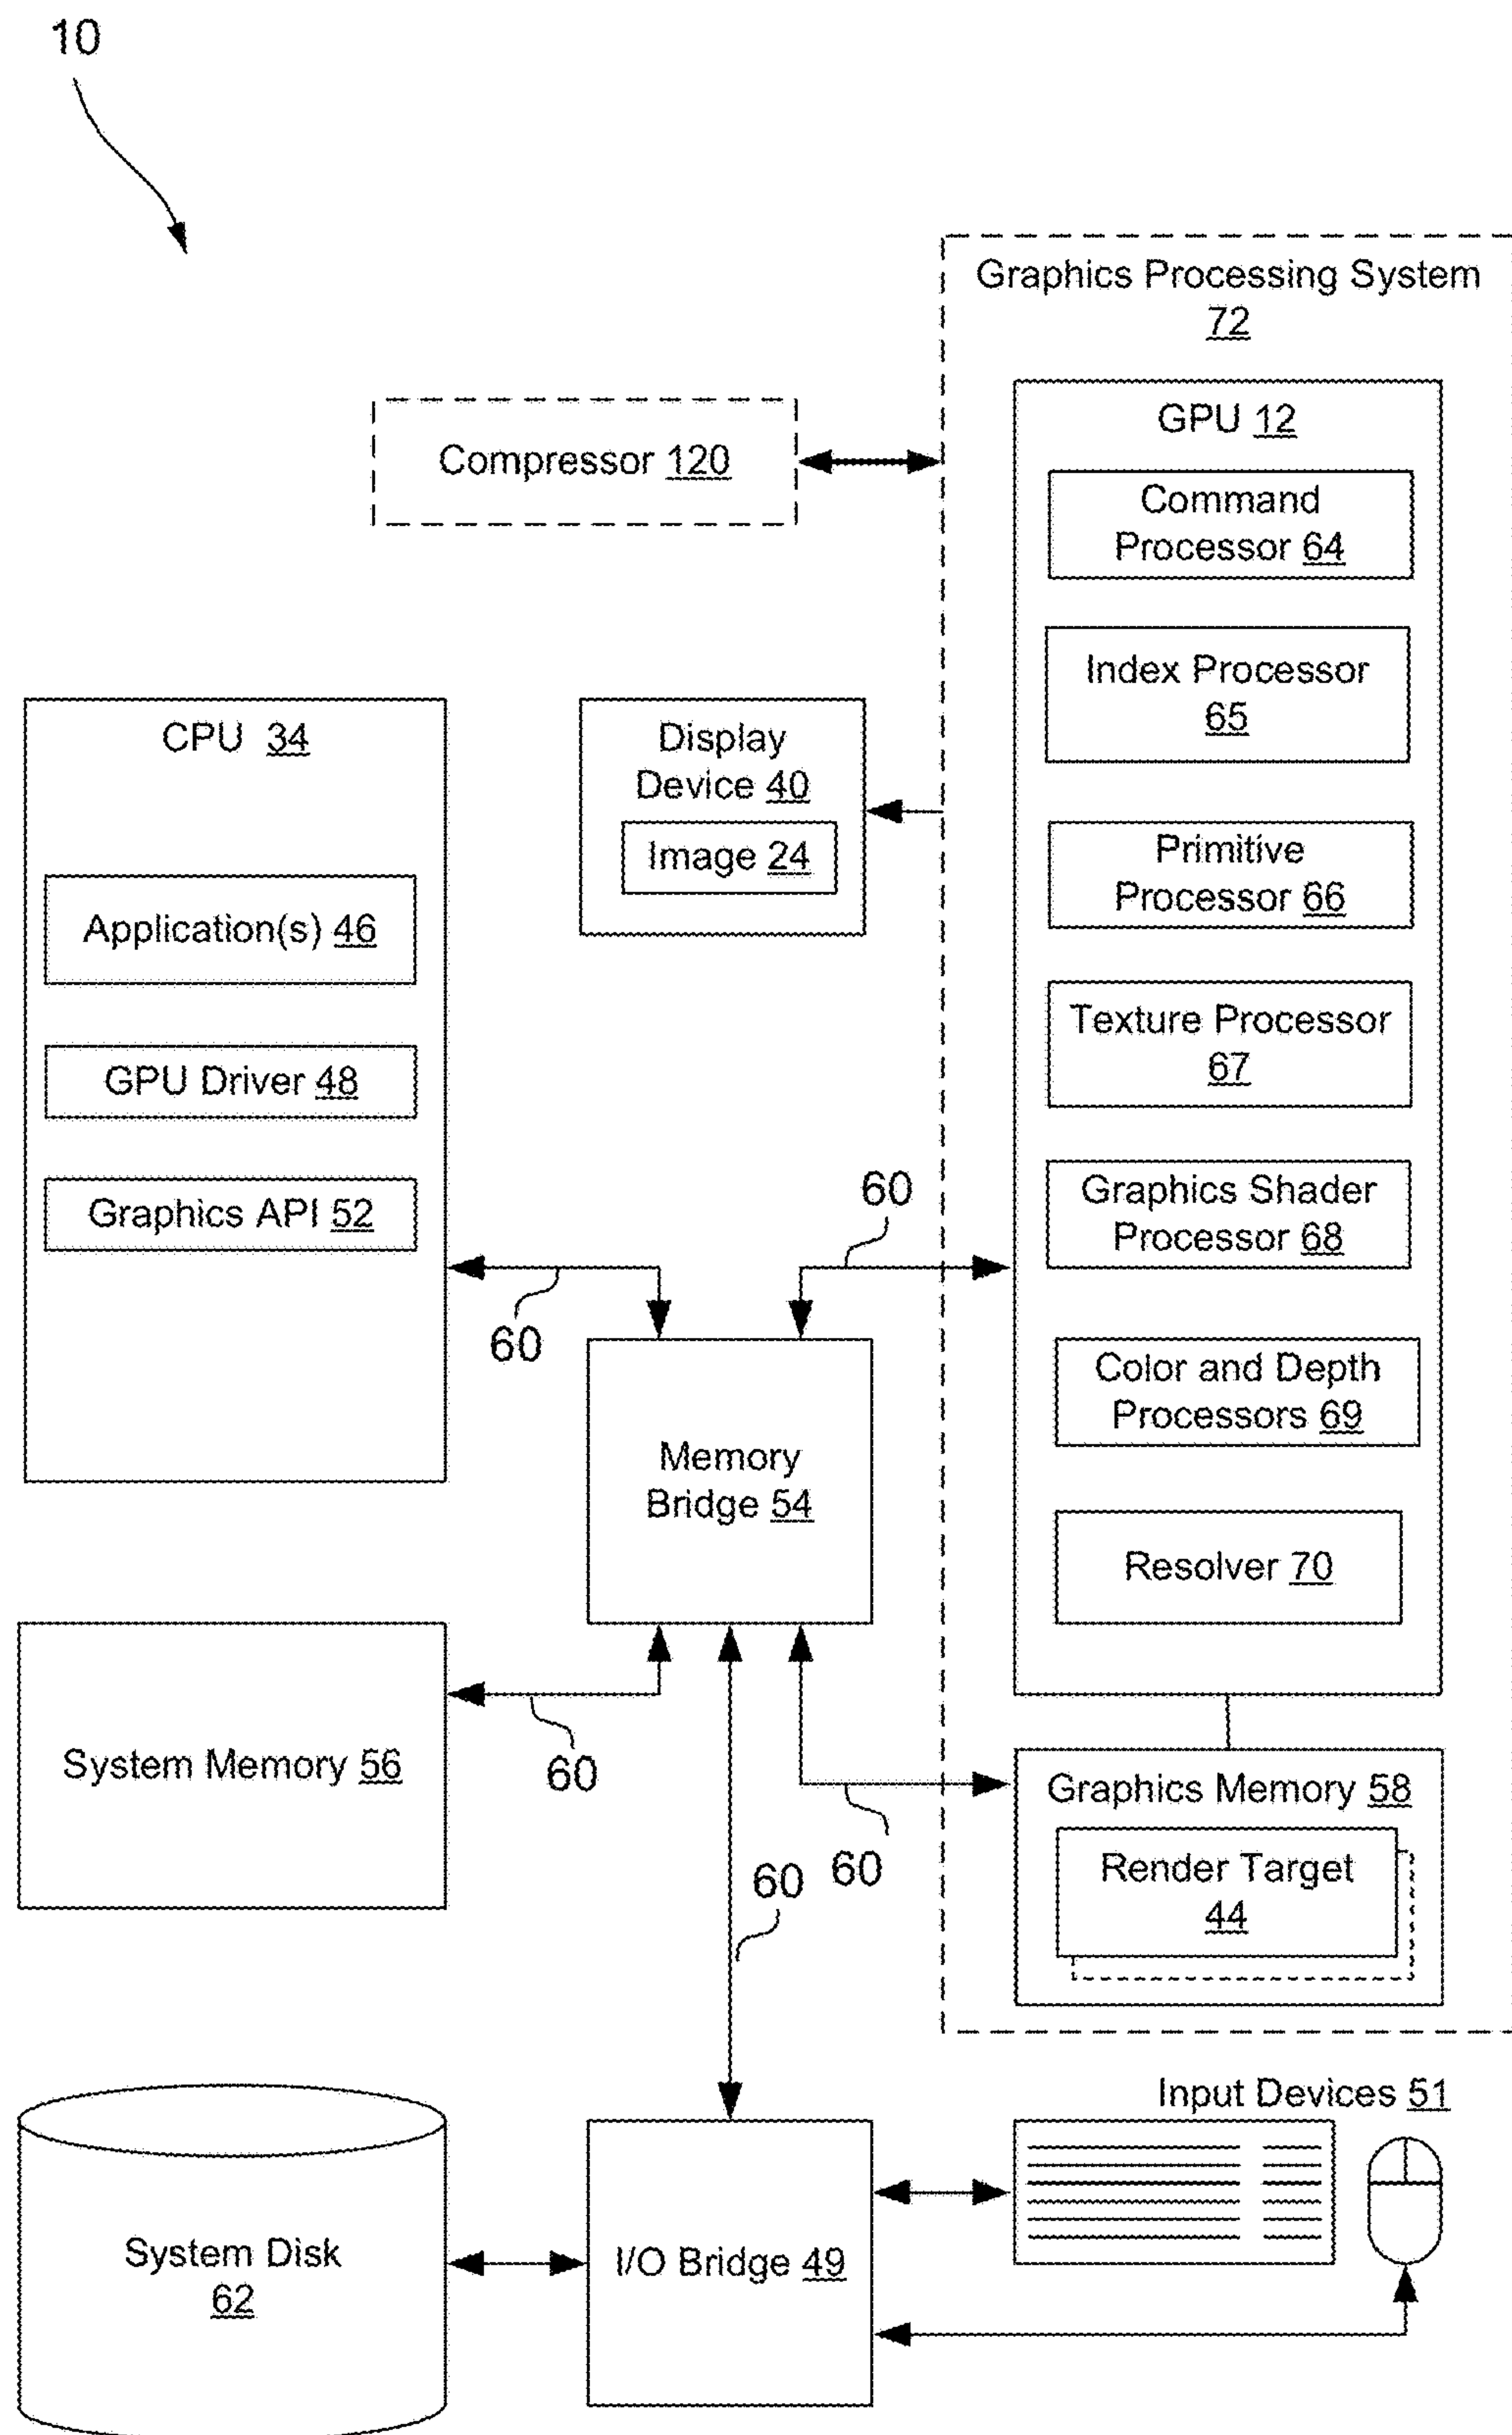 10
Graphics Processing System
72
GPU 12
Compressor 120
Command
Processor 64
Index Processor
65
CPU 34
Display
Device 40
Image 24
Primitive
Processor 66
Application(s) 46
Texture Processor
67
GPU Driver 48
Graphics API 52
60
Graphics Shader
Processor 68
60
Color and Depth
Processors 69
Memory
Bridge 54
Resolver 70
System Memory 56
60
Graphics Memory 58
60
60
Render Target
44
Input Devices 51
System Disk
62
I/O Bridge 49